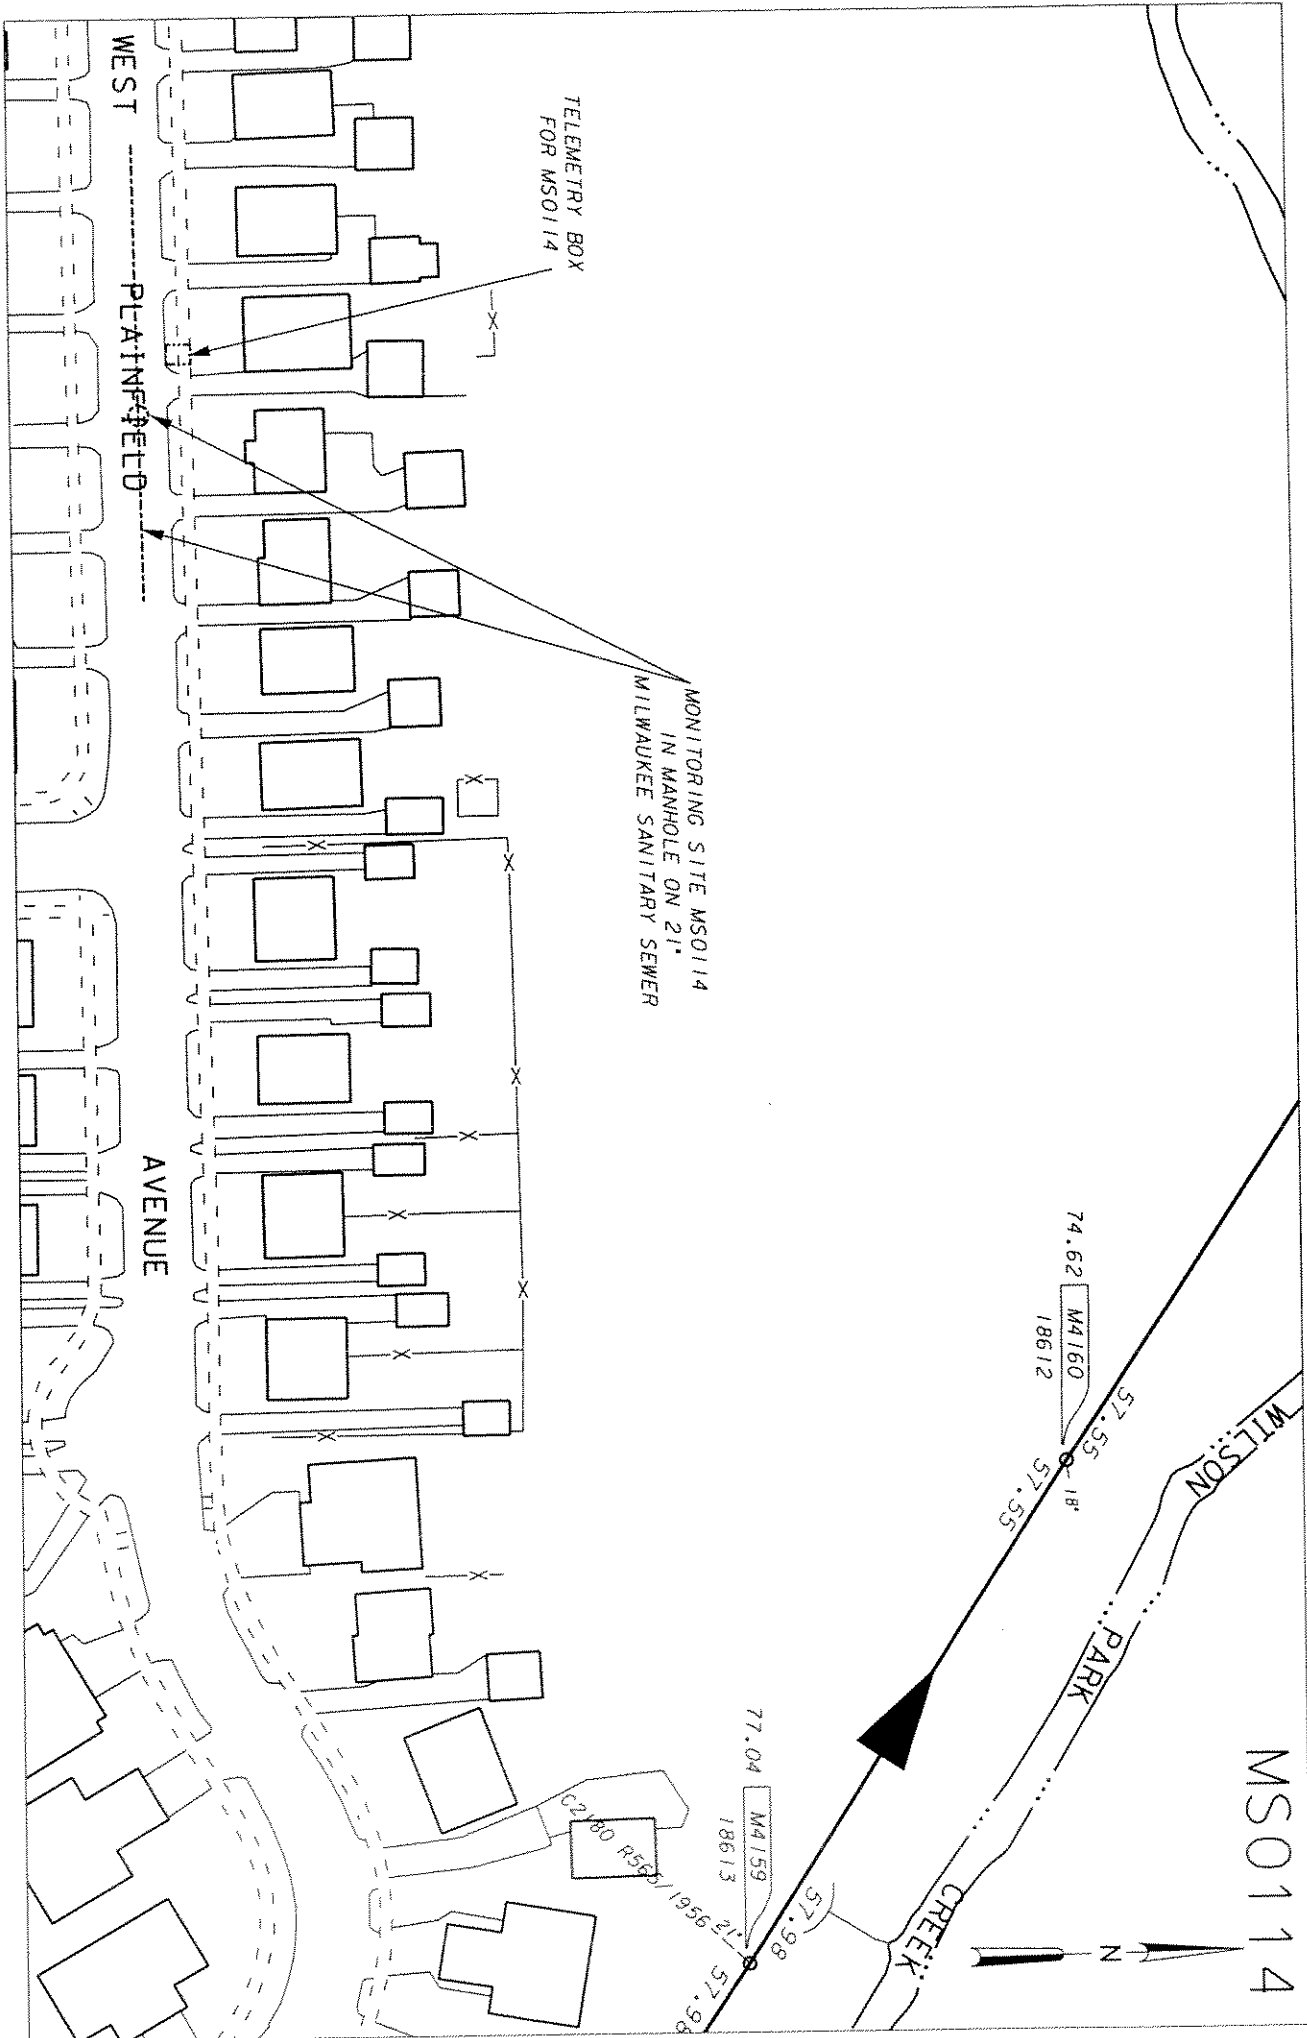 MS0114
N
WILSON
PARK
CREEK
74.62 M4160
18612
57.55
57.55
18"
77.04 M4159
18613
57.98
57.98
21"
MONITORING SITE MS0114
IN MANHOLE ON 21"
MILWAUKEE SANITARY SEWER
TELEMETRY BOX
FOR MS0114
WEST
PLAINFIELD
AVENUE